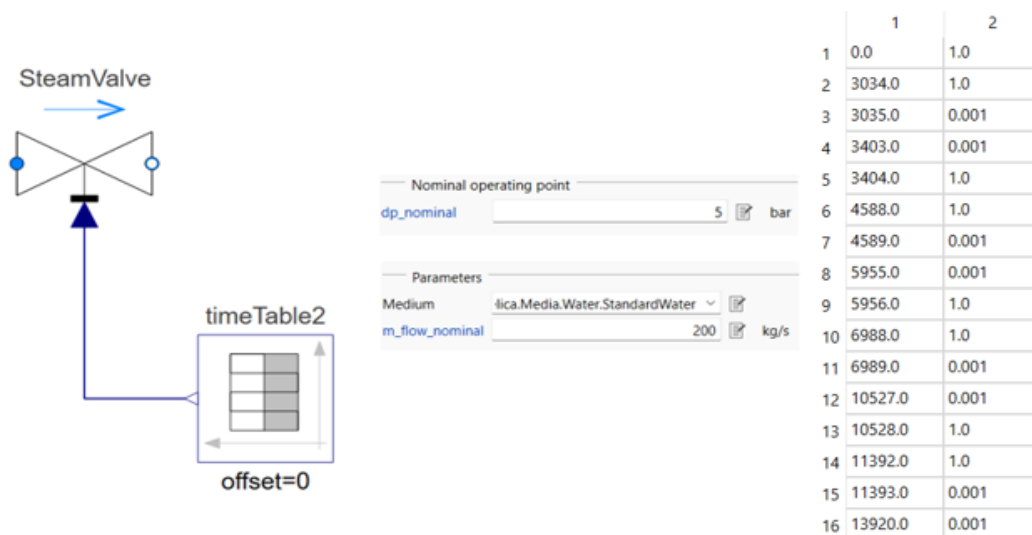 SteamValve
timeTable2
offset=0
Nominal operating point
dp_nominal 5 bar
Parameters
Medium lica.Media.Water.StandardWater
m_flow_nominal 200 kg/s
1 2
1 0.0 1.0
2 3034.0 1.0
3 3035.0 0.001
4 3403.0 0.001
5 3404.0 1.0
6 4588.0 1.0
7 4589.0 0.001
8 5955.0 0.001
9 5956.0 1.0
10 6988.0 1.0
11 6989.0 0.001
12 10527.0 0.001
13 10528.0 1.0
14 11392.0 1.0
15 11393.0 0.001
16 13920.0 0.001